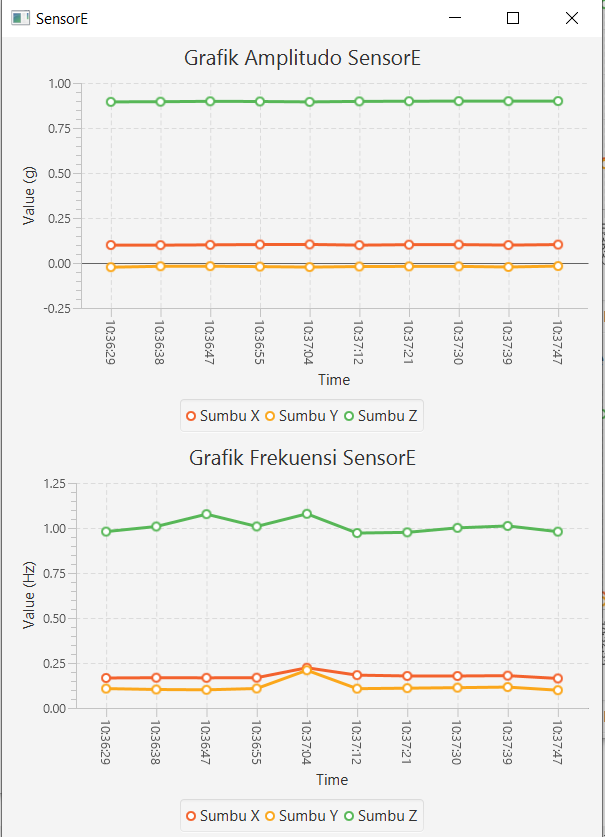 SensorE
Grafik Amplitudo SensorE
1.00
0.75
0.50
0.25
0.00
-0.25
Value (g)
10:36:29 10:36:38 10:36:47 10:36:55 10:37:04 10:37:12 10:37:21 10:37:30 10:37:39 10:37:47
Time
Sumbu X Sumbu Y Sumbu Z
Grafik Frekuensi SensorE
1.25
1.00
0.75
0.50
0.25
0.00
Value (Hz)
10:36:29 10:36:38 10:36:47 10:36:55 10:37:04 10:37:12 10:37:21 10:37:30 10:37:39 10:37:47
Time
Sumbu X Sumbu Y Sumbu Z